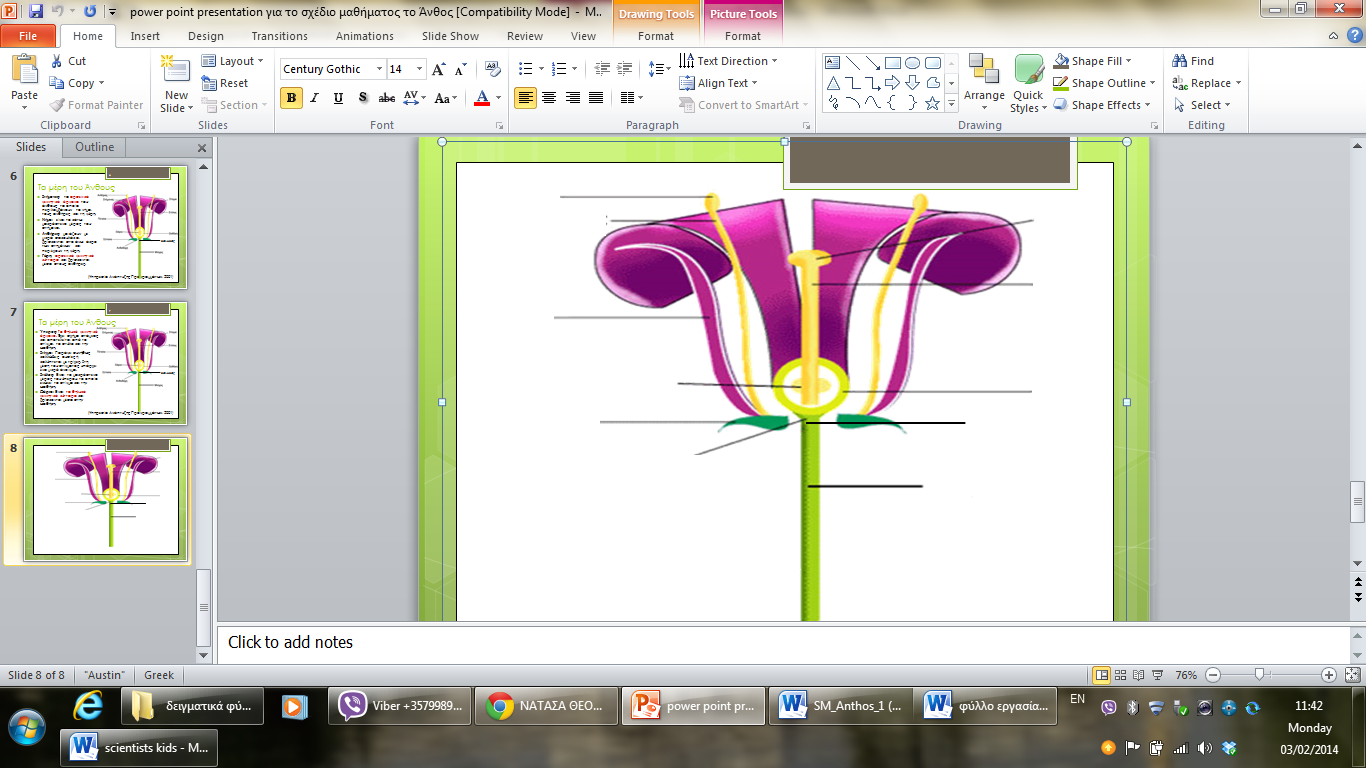 power point presentation για το σχέδιο μαθήματος το Άνθος [Compatibility Mode] - M..
Drawing Tools
Picture Tools
File
Home
Insert
Design
Transitions
Animations
Slide Show
Review
View
Format
Format
Paste
Cut
Copy
Format Painter
Clipboard
New Slide
Layout
Reset
Section
Slides
Century Gothic
14
B I U S abc AV Aa A
Font
Text Direction
Align Text
Convert to SmartArt
Paragraph
Arrange
Quick Styles
Shape Fill
Shape Outline
Shape Effects
Drawing
Find
Replace
Select
Editing
Slides
Outline
6
Τα μέρη του Άνθους
7
Τα μέρη του Άνθους
8
Click to add notes
Slide 8 of 8
"Austin"
Greek
76%
δειγματικά φύ...
Viber +3579989...
ΝΑΤΑΣΑ ΘΕΟ...
power point pr...
SM_Anthos_1 (...
φύλλο εργασία...
EN
11:42
Monday
03/02/2014
scientists kids - M...